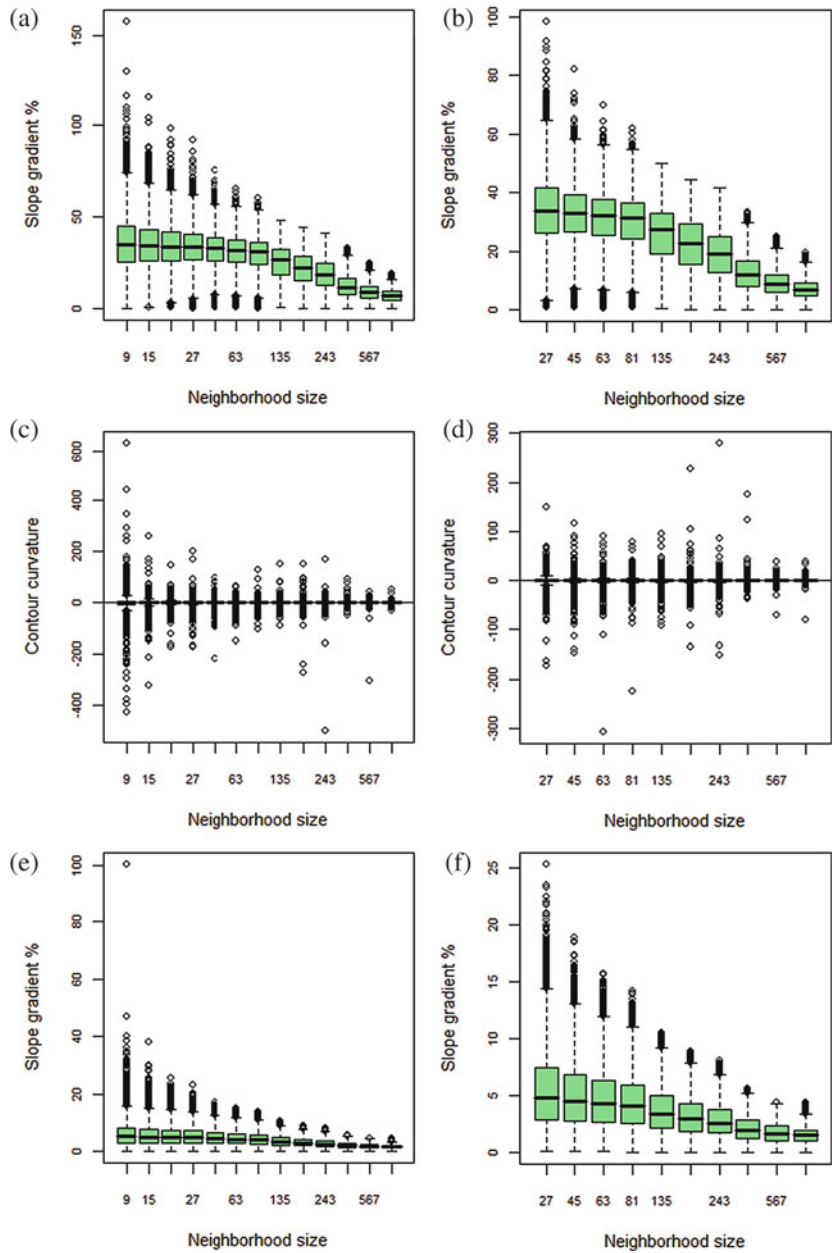 (a)
150
100
50
0
Slope gradient %
9 15 27 63 135 243 567
Neighborhood size
(b)
100
80
60
40
20
0
Slope gradient %
27 45 63 81 135 243 567
Neighborhood size
(c)
600
400
200
0
-200
-400
Contour curvature
9 15 27 63 135 243 567
Neighborhood size
(d)
300
200
100
0
-100
-200
-300
Contour curvature
27 45 63 81 135 243 567
Neighborhood size
(e)
100
80
60
40
20
0
Slope gradient %
9 15 27 63 135 243 567
Neighborhood size
(f)
25
20
15
10
5
0
Slope gradient %
27 45 63 81 135 243 567
Neighborhood size